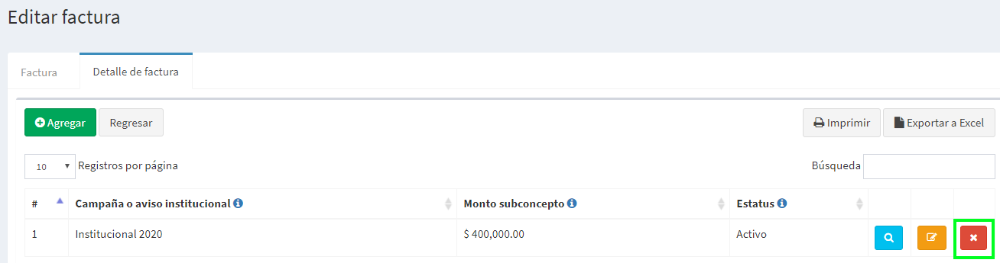 Editar factura
Factura
Detalle de factura
Agregar
Regresar
Imprimir
Exportar a Excel
10
Registros por página
Búsqueda
# Campaña o aviso institucional Monto subconcepto Estatus
1 Institucional 2020 $ 400,000.00 Activo